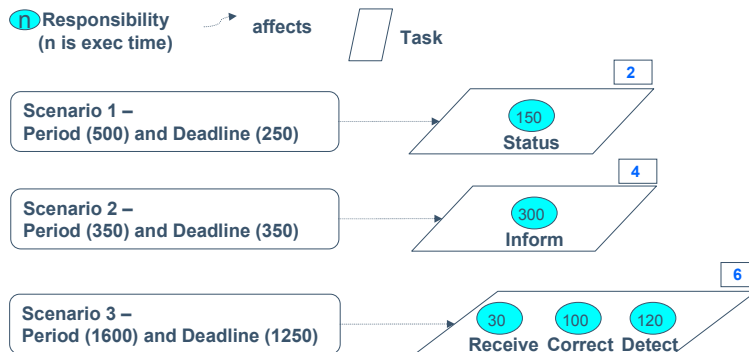 n Responsibility
(n is exec time)
affects
Task
2
Scenario 1 –
Period (500) and Deadline (250)
150
Status
4
Scenario 2 –
Period (350) and Deadline (350)
300
Inform
6
Scenario 3 –
Period (1600) and Deadline (1250)
30 100 120
Receive Correct Detect